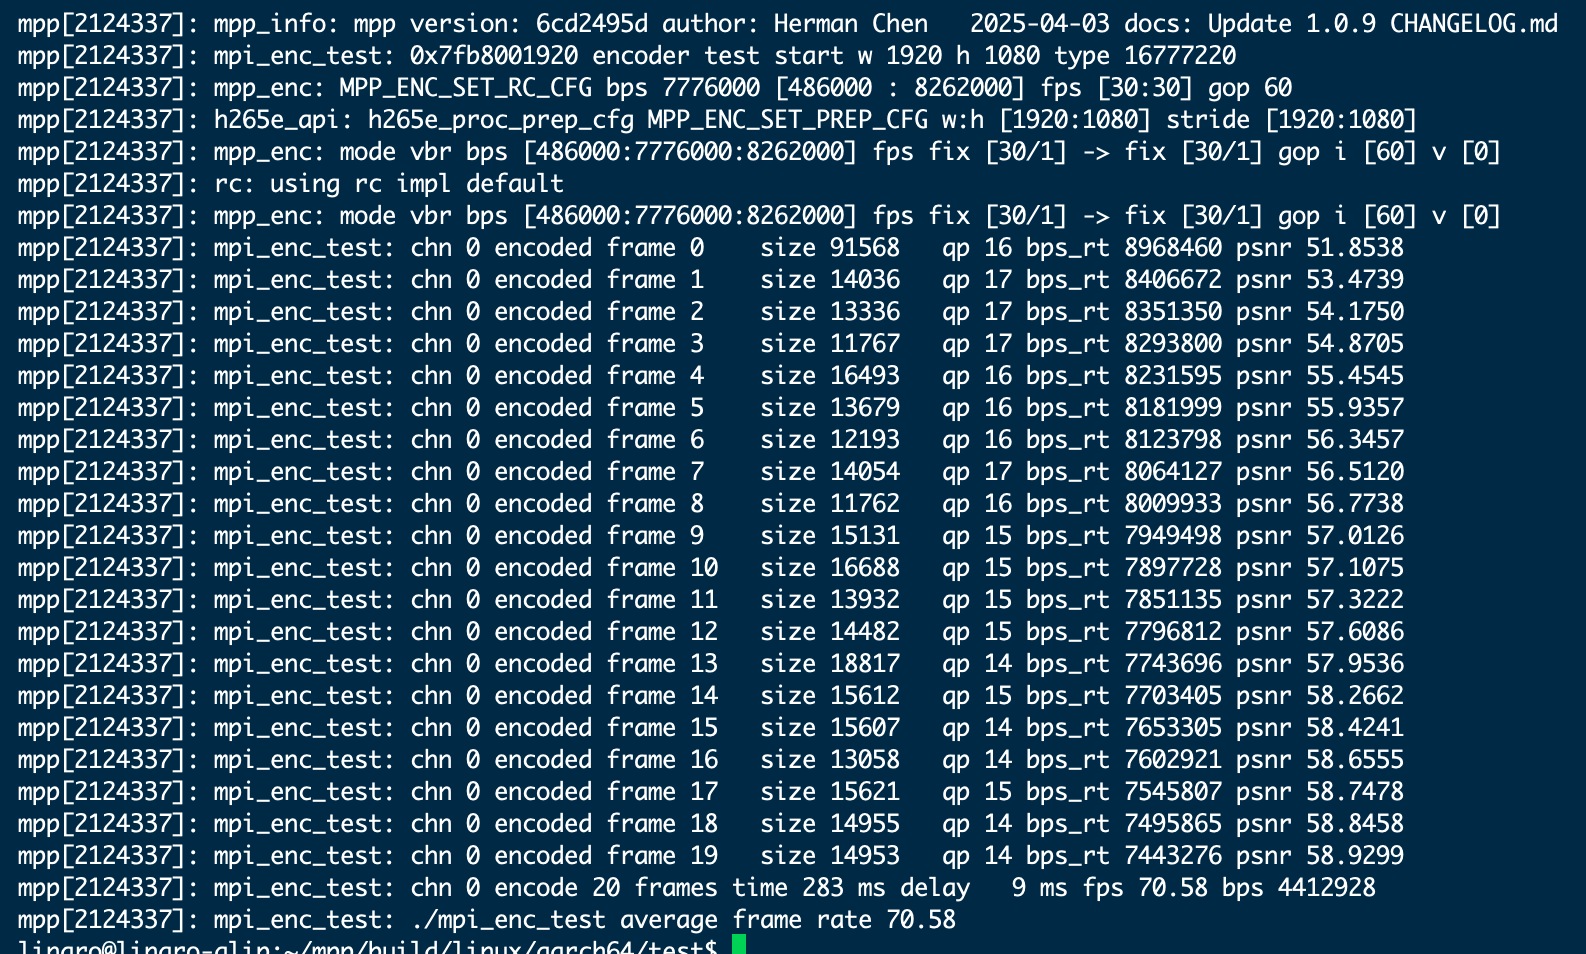 mpp[2124337]: mpp_info: mpp version: 6cd2495d author: Herman Chen   2025-04-03 docs: Update 1.0.9 CHANGELOG.md
mpp[2124337]: mpi_enc_test: 0x7fb8001920 encoder test start w 1920 h 1080 type 16777220
mpp[2124337]: mpp_enc: MPP_ENC_SET_RC_CFG bps 7776000 [486000 : 8262000] fps [30:30] gop 60
mpp[2124337]: h265e_api: h265e_proc_prep_cfg MPP_ENC_SET_PREP_CFG w:h [1920:1080] stride [1920:1080]
mpp[2124337]: mpp_enc: mode vbr bps [486000:7776000:8262000] fps fix [30/1] -> fix [30/1] gop i [60] v [0]
mpp[2124337]: rc: using rc impl default
mpp[2124337]: mpp_enc: mode vbr bps [486000:7776000:8262000] fps fix [30/1] -> fix [30/1] gop i [60] v [0]
mpp[2124337]: mpi_enc_test: chn 0 encoded frame 0    size 91568   qp 16 bps_rt 8968460 psnr 51.8538
mpp[2124337]: mpi_enc_test: chn 0 encoded frame 1    size 14036   qp 17 bps_rt 8406672 psnr 53.4739
mpp[2124337]: mpi_enc_test: chn 0 encoded frame 2    size 13336   qp 17 bps_rt 8351350 psnr 54.1750
mpp[2124337]: mpi_enc_test: chn 0 encoded frame 3    size 11767   qp 17 bps_rt 8293800 psnr 54.8705
mpp[2124337]: mpi_enc_test: chn 0 encoded frame 4    size 16493   qp 16 bps_rt 8231595 psnr 55.4545
mpp[2124337]: mpi_enc_test: chn 0 encoded frame 5    size 13679   qp 16 bps_rt 8181999 psnr 55.9357
mpp[2124337]: mpi_enc_test: chn 0 encoded frame 6    size 12193   qp 16 bps_rt 8123798 psnr 56.3457
mpp[2124337]: mpi_enc_test: chn 0 encoded frame 7    size 14054   qp 17 bps_rt 8064127 psnr 56.5120
mpp[2124337]: mpi_enc_test: chn 0 encoded frame 8    size 11762   qp 16 bps_rt 8009933 psnr 56.7738
mpp[2124337]: mpi_enc_test: chn 0 encoded frame 9    size 15131   qp 15 bps_rt 7949498 psnr 57.0126
mpp[2124337]: mpi_enc_test: chn 0 encoded frame 10   size 16688   qp 15 bps_rt 7897728 psnr 57.1075
mpp[2124337]: mpi_enc_test: chn 0 encoded frame 11   size 13932   qp 15 bps_rt 7851135 psnr 57.3222
mpp[2124337]: mpi_enc_test: chn 0 encoded frame 12   size 14482   qp 15 bps_rt 7796812 psnr 57.6086
mpp[2124337]: mpi_enc_test: chn 0 encoded frame 13   size 18817   qp 14 bps_rt 7743696 psnr 57.9536
mpp[2124337]: mpi_enc_test: chn 0 encoded frame 14   size 15612   qp 15 bps_rt 7703405 psnr 58.2662
mpp[2124337]: mpi_enc_test: chn 0 encoded frame 15   size 15607   qp 14 bps_rt 7653305 psnr 58.4241
mpp[2124337]: mpi_enc_test: chn 0 encoded frame 16   size 13058   qp 14 bps_rt 7602921 psnr 58.6555
mpp[2124337]: mpi_enc_test: chn 0 encoded frame 17   size 15621   qp 15 bps_rt 7545807 psnr 58.7478
mpp[2124337]: mpi_enc_test: chn 0 encoded frame 18   size 14955   qp 14 bps_rt 7495865 psnr 58.8458
mpp[2124337]: mpi_enc_test: chn 0 encoded frame 19   size 14953   qp 14 bps_rt 7443276 psnr 58.9299
mpp[2124337]: mpi_enc_test: chn 0 encode 20 frames time 283 ms delay   9 ms fps 70.58 bps 4412928
mpp[2124337]: mpi_enc_test: ./mpi_enc_test average frame rate 70.58
linaro@linaro-alip:~/mpp/build/linux/aarch64/test$